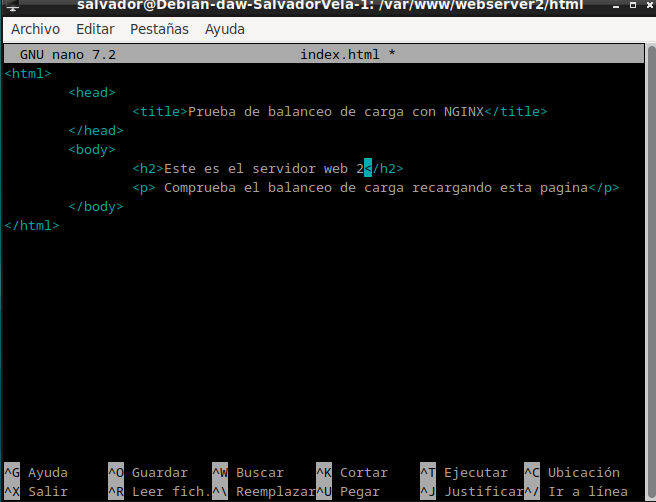 salvador@Debian-daw-SalvadorVela-1: /var/www/webserver2/html
Archivo Editar Pestañas Ayuda
GNU nano 7.2 index.html *
<html>
<head>
<title>Prueba de balanceo de carga con NGINX</title>
</head>
<body>
<h2>Este es el servidor web 2</h2>
<p> Comprueba el balanceo de carga recargando esta pagina</p>
</body>
</html>
^G Ayuda ^O Guardar ^W Buscar ^K Cortar ^T Ejecutar ^C Ubicación
^X Salir ^R Leer fich. ^\ Reemplazar ^U Pegar ^J Justificar ^/ Ir a línea